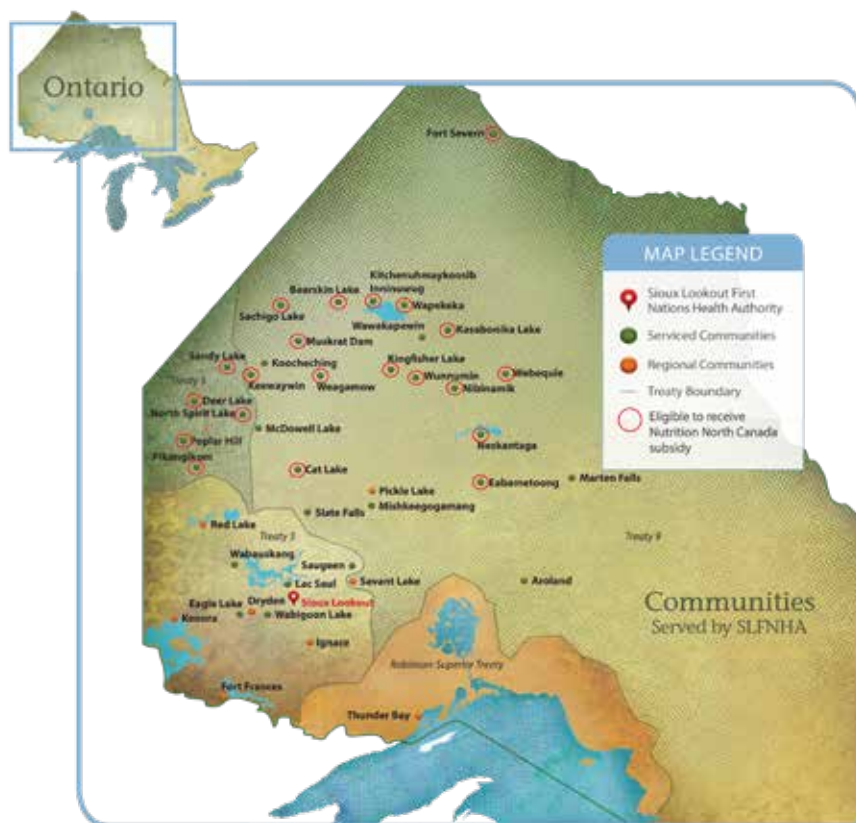 Ontario
Fort Severn
MAP LEGEND
Sioux Lookout First
Nations Health Authority
Serviced Communities
Regional Communities
Treaty Boundary
Eligible to receive
Nutrition North Canada
subsidy
Kitchenuhmaykoosib
Inninuwug
Bearskin Lake
Wapekeka
Sachigo Lake
Wawakapewin
Kasabonika Lake
Muskrat Dam
Sandy Lake
Koocheching
Kingfisher Lake
Keewaywin
Weagamow
Wunnumin
Webequie
Nibinamik
Treaty 5
Deer Lake
North Spirit Lake
McDowell Lake
Poplar Hill
Neskantaga
Pikangikum
Cat Lake
Eabametoong
Marten Falls
Pickle Lake
Mishkeegogamang
Slate Falls
Red Lake
Treaty 3
Treaty 9
Wabauskang
Saugeen
Lac Seul
Savant Lake
Aroland
Communities
Served by SLFNHA
Eagle Lake
Dryden
Sioux Lookout
Kenora
Wabigoon Lake
Ignace
Robinson Superior Treaty
Fort Frances
Thunder Bay